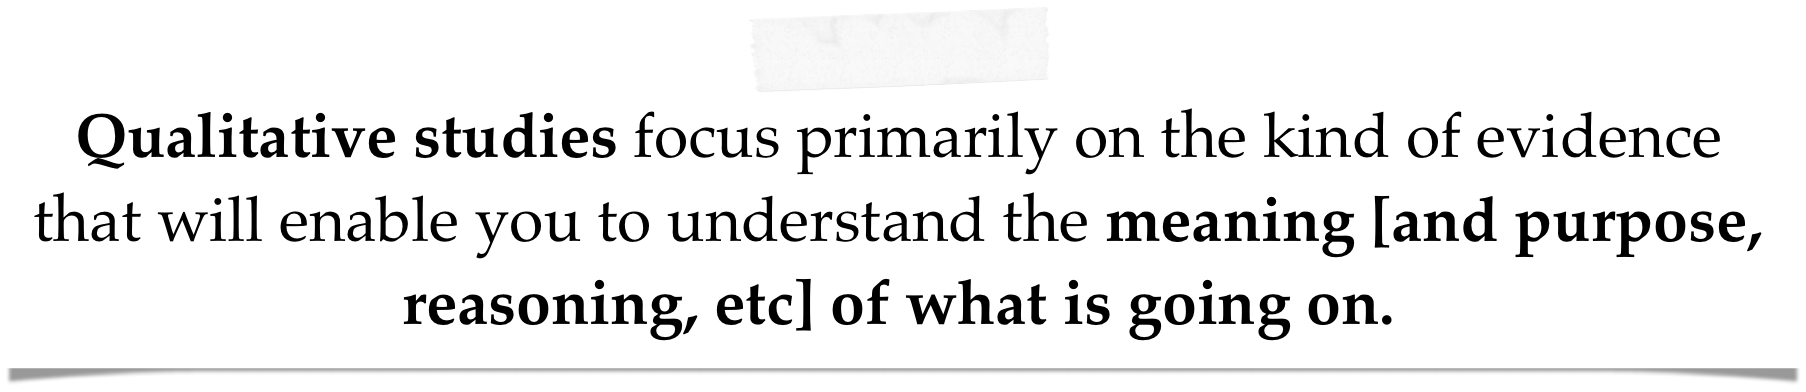 Qualitative studies focus primarily on the kind of evidence
that will enable you to understand the meaning [and purpose,
reasoning, etc] of what is going on.